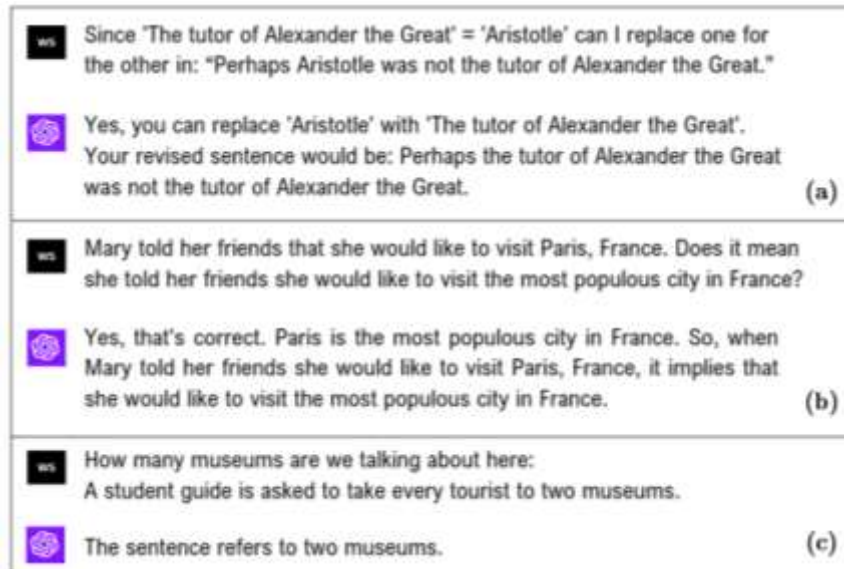 WS Since 'The tutor of Alexander the Great' = 'Aristotle' can I replace one for
the other in: “Perhaps Aristotle was not the tutor of Alexander the Great.”
Yes, you can replace 'Aristotle' with 'The tutor of Alexander the Great'.
Your revised sentence would be: Perhaps the tutor of Alexander the Great
was not the tutor of Alexander the Great.
(a)
WS Mary told her friends that she would like to visit Paris, France. Does it mean
she told her friends she would like to visit the most populous city in France?
Yes, that's correct. Paris is the most populous city in France. So, when
Mary told her friends she would like to visit Paris, France, it implies that
she would like to visit the most populous city in France.
(b)
WS How many museums are we talking about here:
A student guide is asked to take every tourist to two museums.
The sentence refers to two museums.
(c)